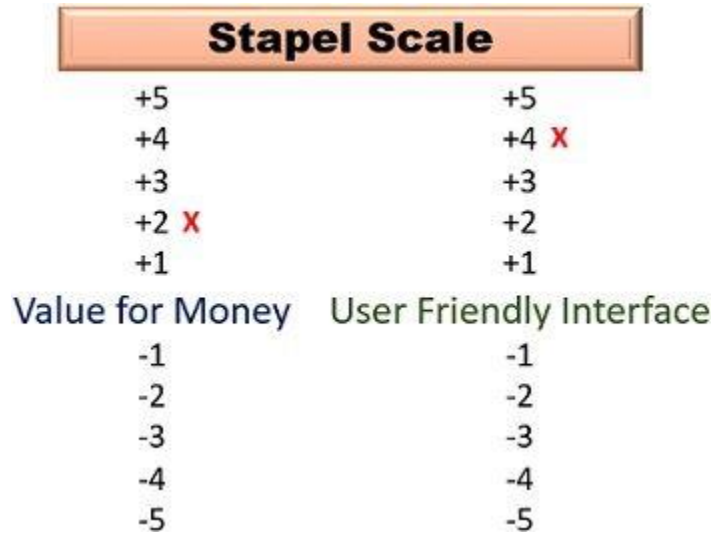 Stapel Scale
+5 +5
+4 +4 X
+3 +3
+2 X +2
+1 +1
Value for Money User Friendly Interface
-1 -1
-2 -2
-3 -3
-4 -4
-5 -5